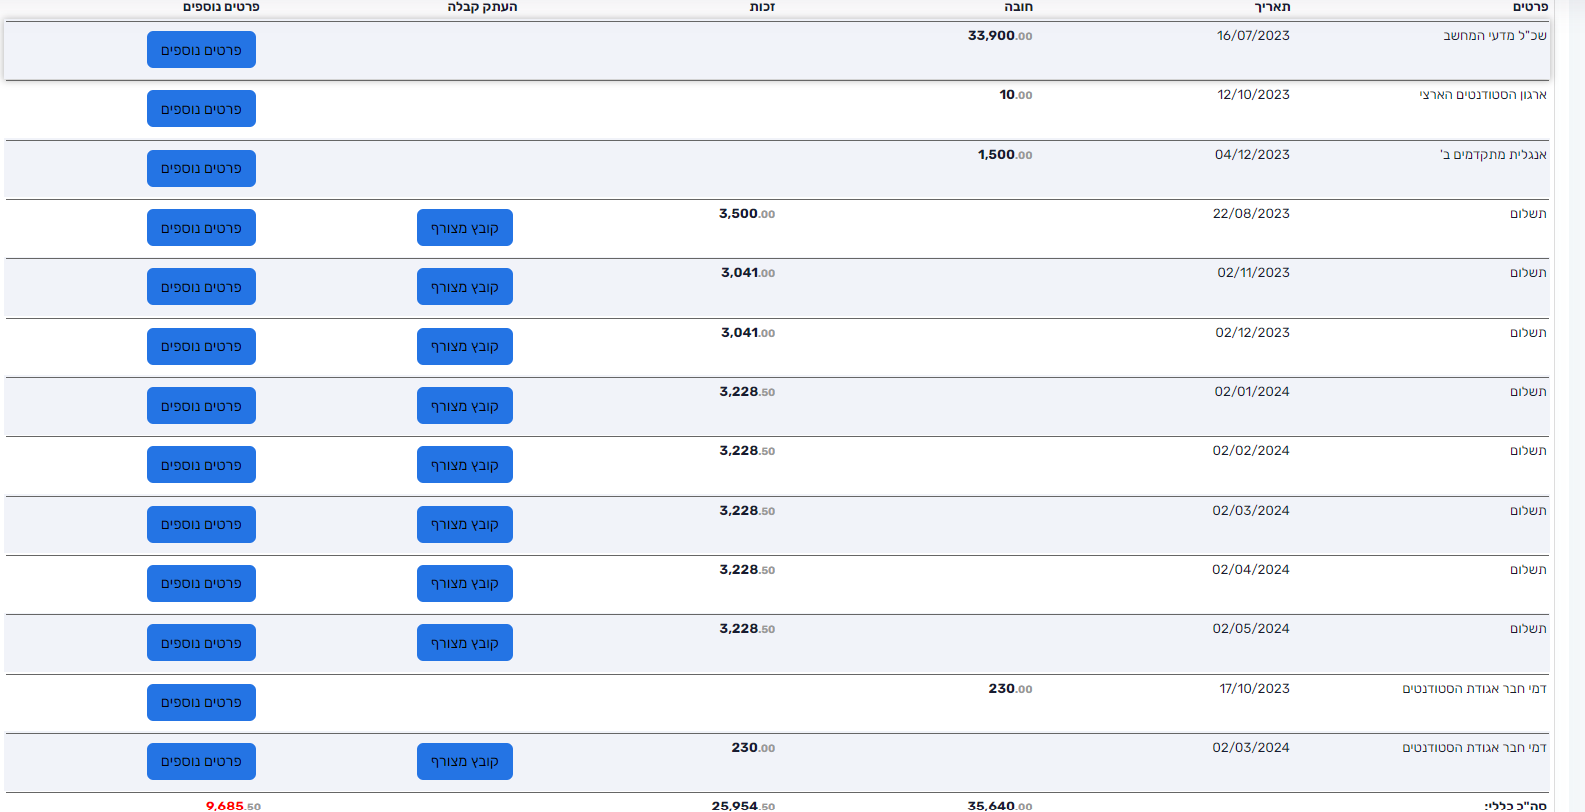 פרטים תאריך חובה זכות העתק קבלה פרטים נוספים
שכ"ל מדעי המחשב 16/07/2023 33,900.00 פרטים נוספים
ארגון הסטודנטים הארצי 12/10/2023 10.00 פרטים נוספים
אנגלית מתקדמים ב' 04/12/2023 1,500.00 פרטים נוספים
תשלום 22/08/2023 3,500.00 קובץ מצורף פרטים נוספים
תשלום 02/11/2023 3,041.00 קובץ מצורף פרטים נוספים
תשלום 02/12/2023 3,041.00 קובץ מצורף פרטים נוספים
תשלום 02/01/2024 3,228.50 קובץ מצורף פרטים נוספים
תשלום 02/02/2024 3,228.50 קובץ מצורף פרטים נוספים
תשלום 02/03/2024 3,228.50 קובץ מצורף פרטים נוספים
תשלום 02/04/2024 3,228.50 קובץ מצורף פרטים נוספים
תשלום 02/05/2024 3,228.50 קובץ מצורף פרטים נוספים
דמי חבר אגודת הסטודנטים 17/10/2023 230.00 פרטים נוספים
דמי חבר אגודת הסטודנטים 02/03/2024 230.00 קובץ מצורף פרטים נוספים
סה"כ כללי: 35,640.00 25,954.50 9,685.50